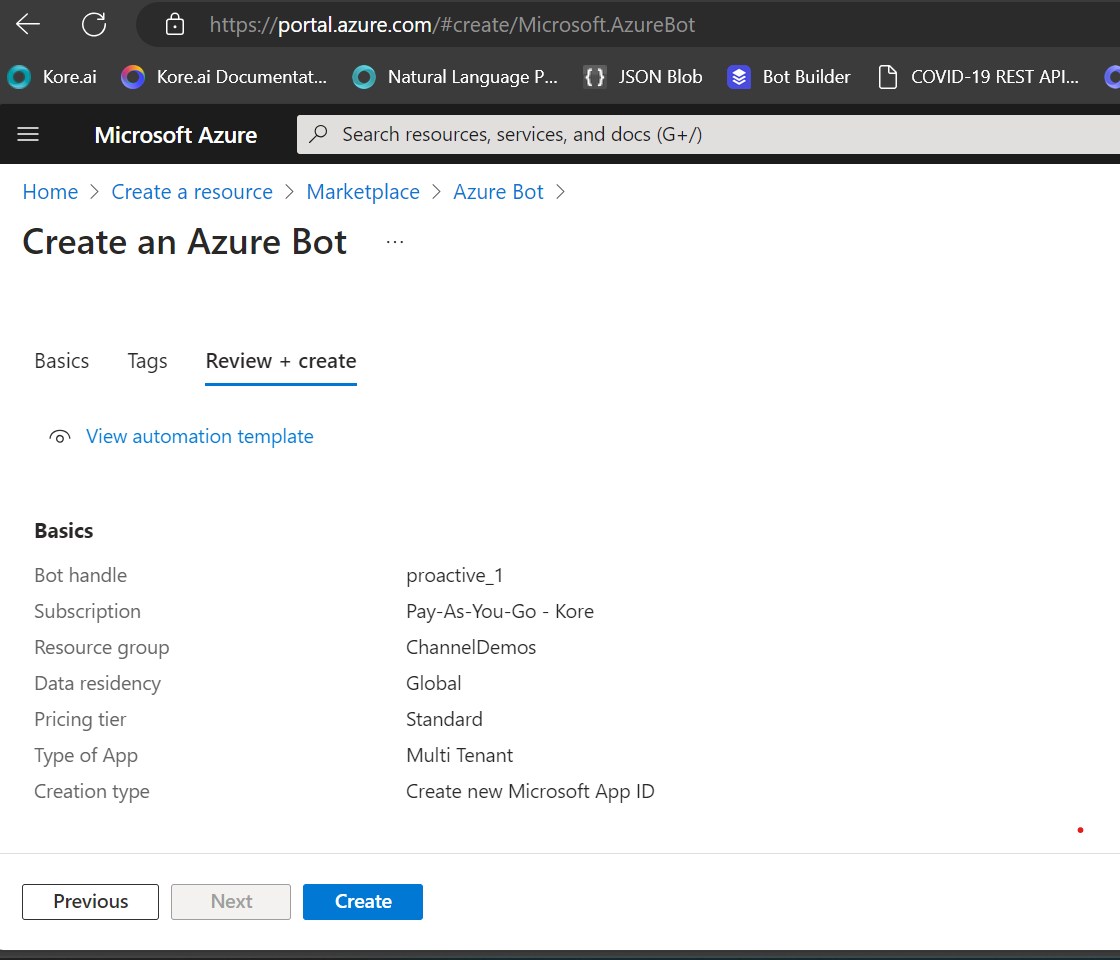 https://portal.azure.com/#create/Microsoft.AzureBot
Kore.ai Kore.ai Documentat... Natural Language P... {} JSON Blob Bot Builder COVID-19 REST API...
Microsoft Azure Search resources, services, and docs (G+/)
Home > Create a resource > Marketplace > Azure Bot >
Create an Azure Bot ...
Basics Tags Review + create
View automation template
Basics
Bot handle proactive_1
Subscription Pay-As-You-Go - Kore
Resource group ChannelDemos
Data residency Global
Pricing tier Standard
Type of App Multi Tenant
Creation type Create new Microsoft App ID
Previous Next Create